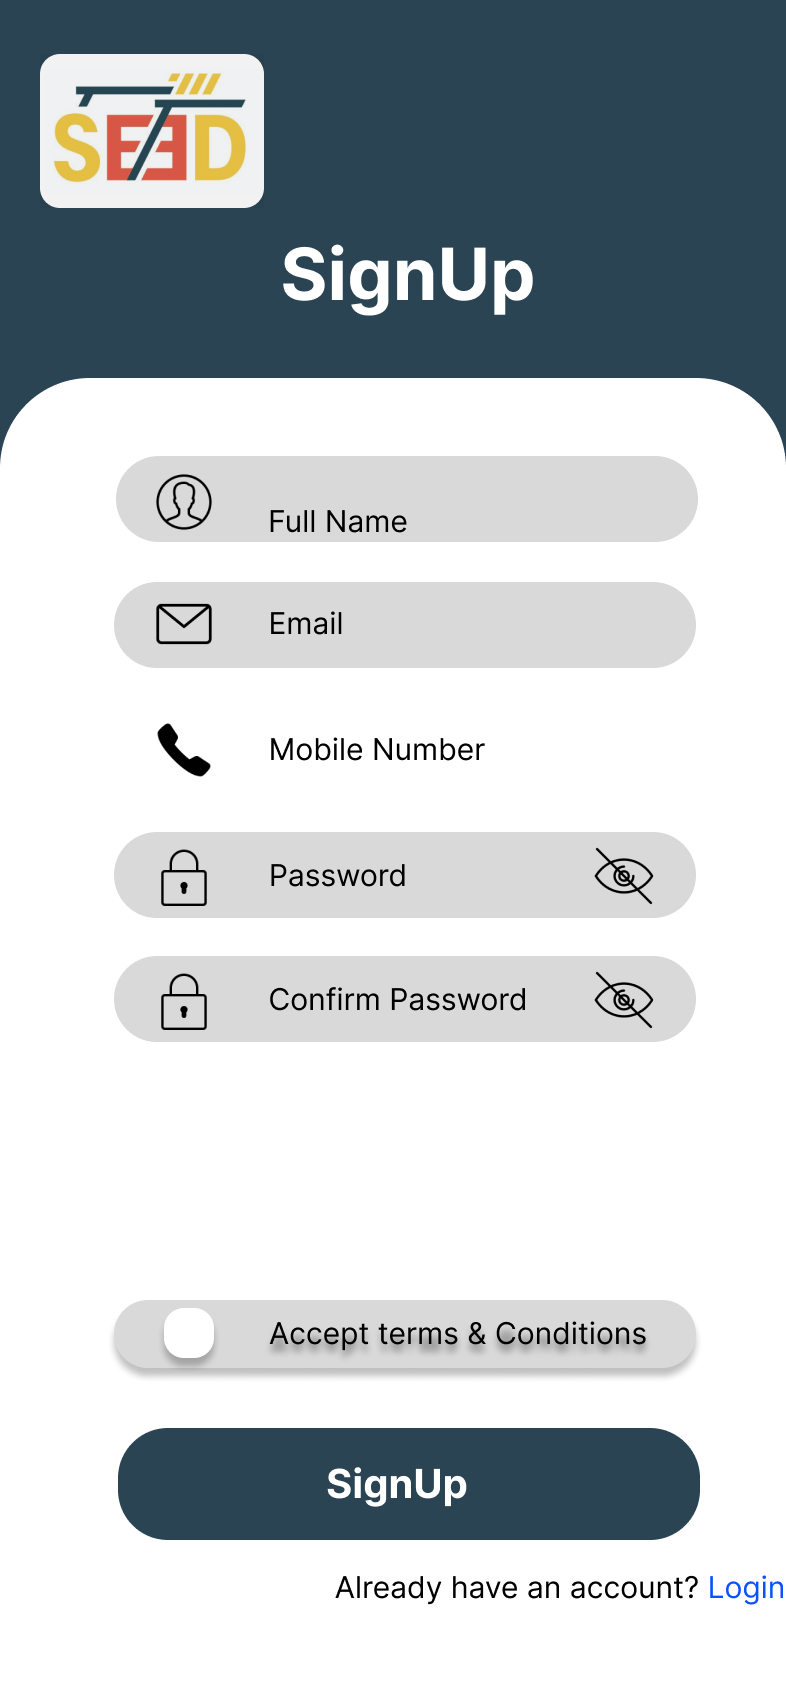 SEED
SignUp
Full Name
Email
Mobile Number
Password
Confirm Password
Accept terms & Conditions
SignUp
Already have an account? Login